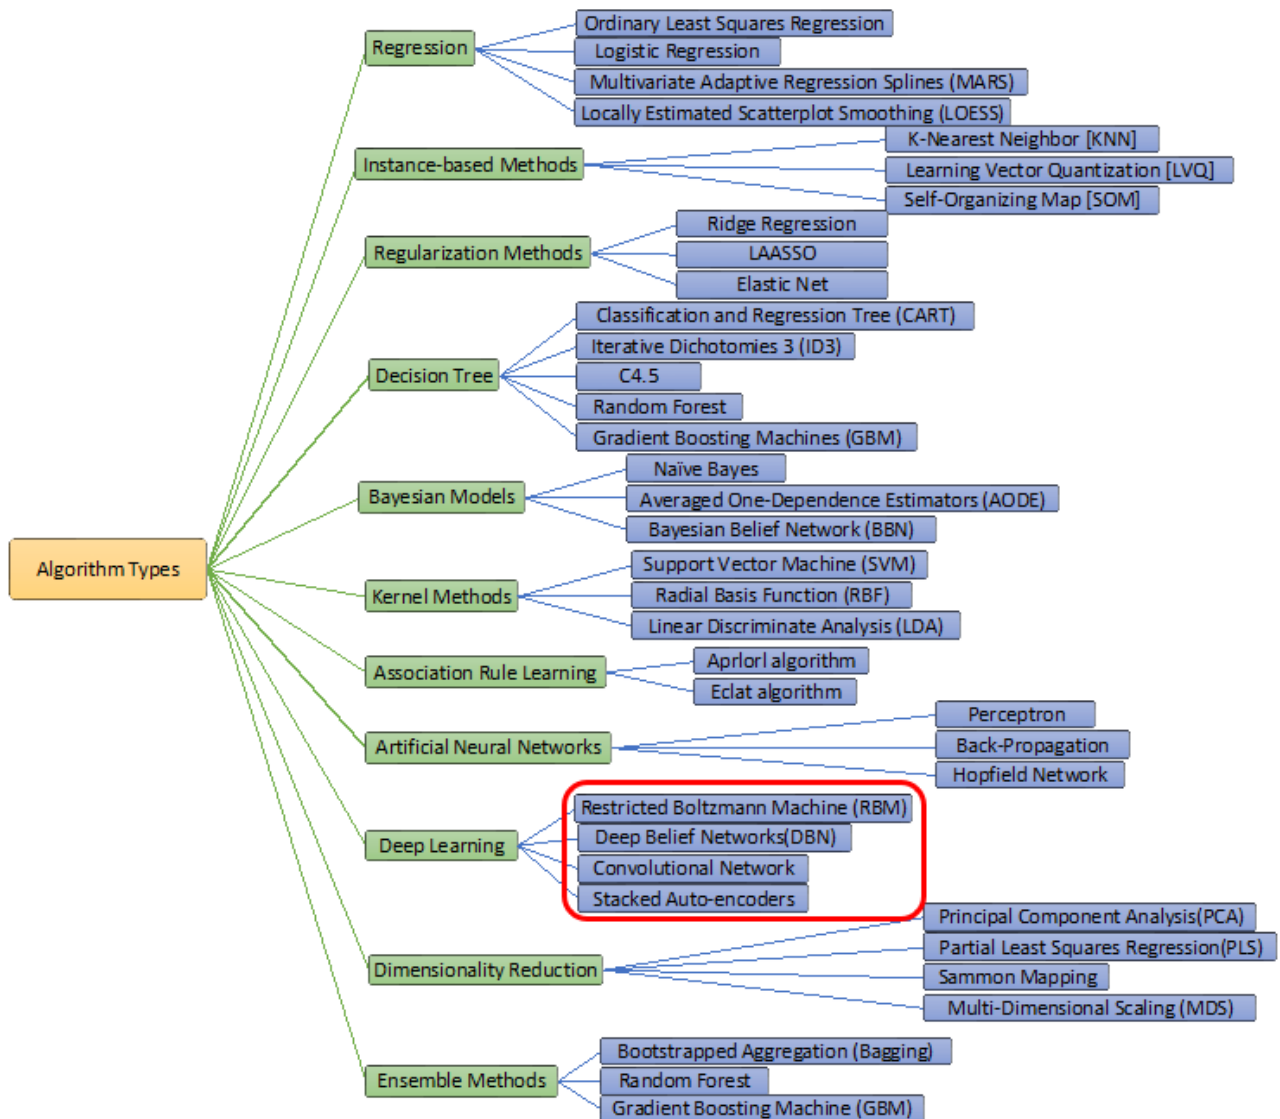 Algorithm Types
Regression
Ordinary Least Squares Regression
Logistic Regression
Multivariate Adaptive Regression Splines (MARS)
Locally Estimated Scatterplot Smoothing (LOESS)
Instance-based Methods
K-Nearest Neighbor [KNN]
Learning Vector Quantization [LVQ]
Self-Organizing Map [SOM]
Regularization Methods
Ridge Regression
LAASSO
Elastic Net
Decision Tree
Classification and Regression Tree (CART)
Iterative Dichotomies 3 (ID3)
C4.5
Random Forest
Gradient Boosting Machines (GBM)
Bayesian Models
Naïve Bayes
Averaged One-Dependence Estimators (AODE)
Bayesian Belief Network (BBN)
Kernel Methods
Support Vector Machine (SVM)
Radial Basis Function (RBF)
Linear Discriminate Analysis (LDA)
Association Rule Learning
Aprlorl algorithm
Eclat algorithm
Artificial Neural Networks
Perceptron
Back-Propagation
Hopfield Network
Deep Learning
Restricted Boltzmann Machine (RBM)
Deep Belief Networks(DBN)
Convolutional Network
Stacked Auto-encoders
Dimensionality Reduction
Principal Component Analysis(PCA)
Partial Least Squares Regression(PLS)
Sammon Mapping
Multi-Dimensional Scaling (MDS)
Ensemble Methods
Bootstrapped Aggregation (Bagging)
Random Forest
Gradient Boosting Machine (GBM)